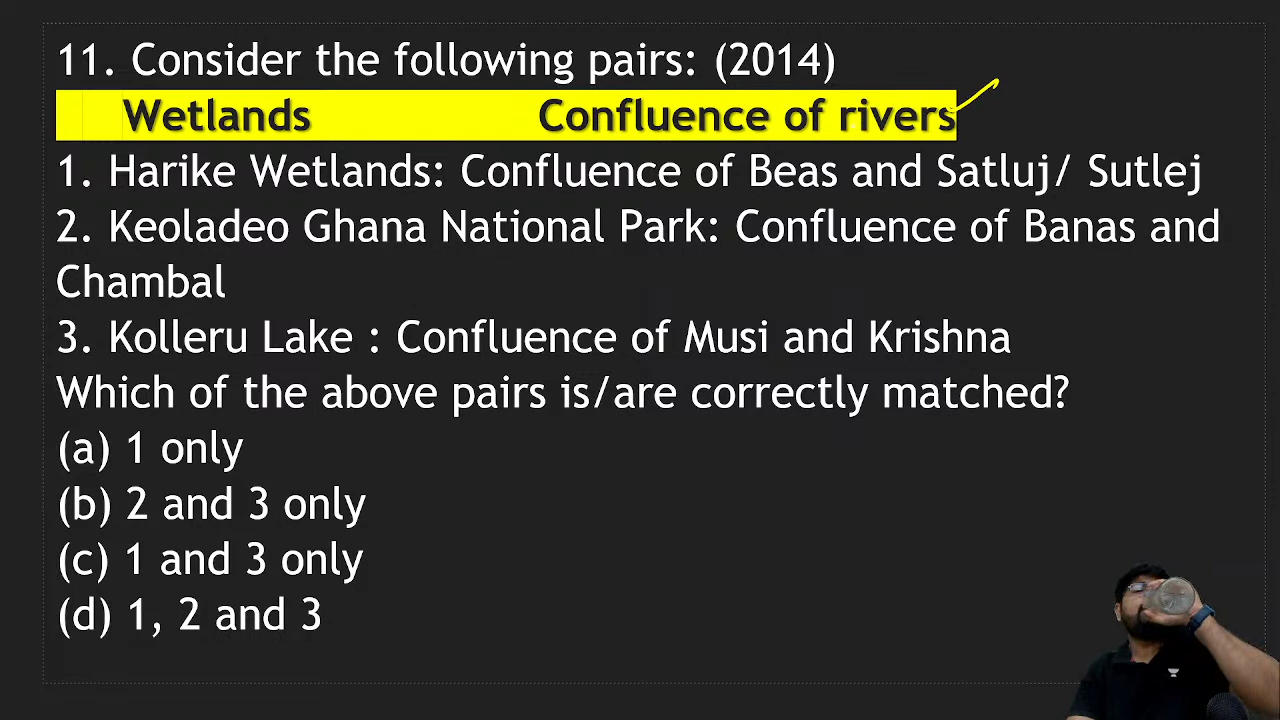 11. Consider the following pairs: (2014)
Wetlands Confluence of rivers
1. Harike Wetlands: Confluence of Beas and Satluj/ Sutlej
2. Keoladeo Ghana National Park: Confluence of Banas and
Chambal
3. Kolleru Lake : Confluence of Musi and Krishna
Which of the above pairs is/are correctly matched?
(a) 1 only
(b) 2 and 3 only
(c) 1 and 3 only
(d) 1, 2 and 3